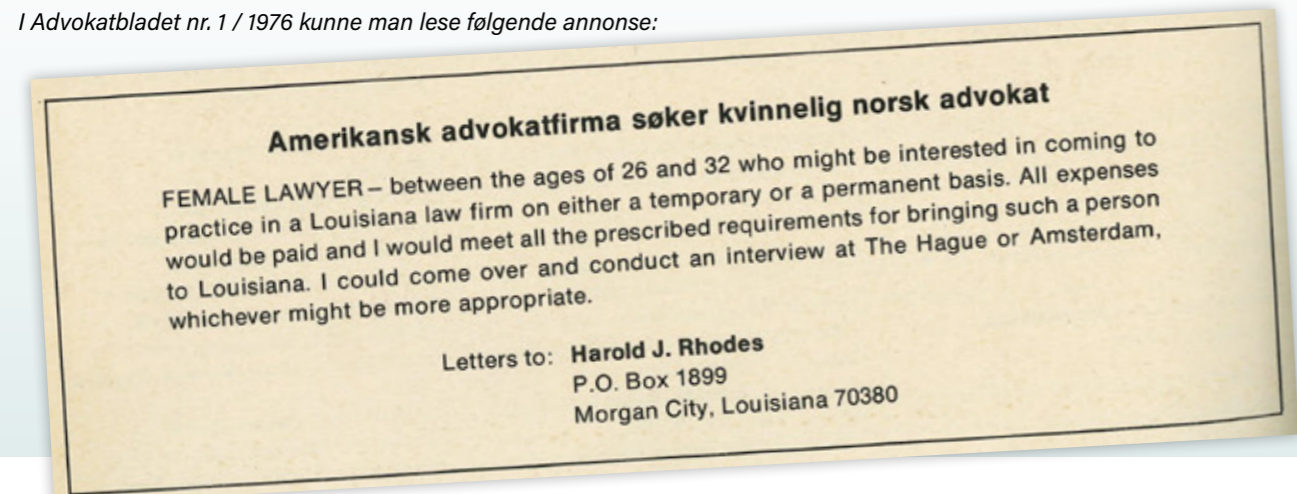 I Advokatbladet nr. 1 / 1976 kunne man lese følgende annonse:
Amerikansk advokatfirma søker kvinnelig norsk advokat
FEMALE LAWYER – between the ages of 26 and 32 who might be interested in coming to
practice in a Louisiana law firm on either a temporary or a permanent basis. All expenses
would be paid and I would meet all the prescribed requirements for bringing such a person
to Louisiana. I could come over and conduct an interview at The Hague or Amsterdam,
whichever might be more appropriate.
Letters to: Harold J. Rhodes
P.O. Box 1899
Morgan City, Louisiana 70380